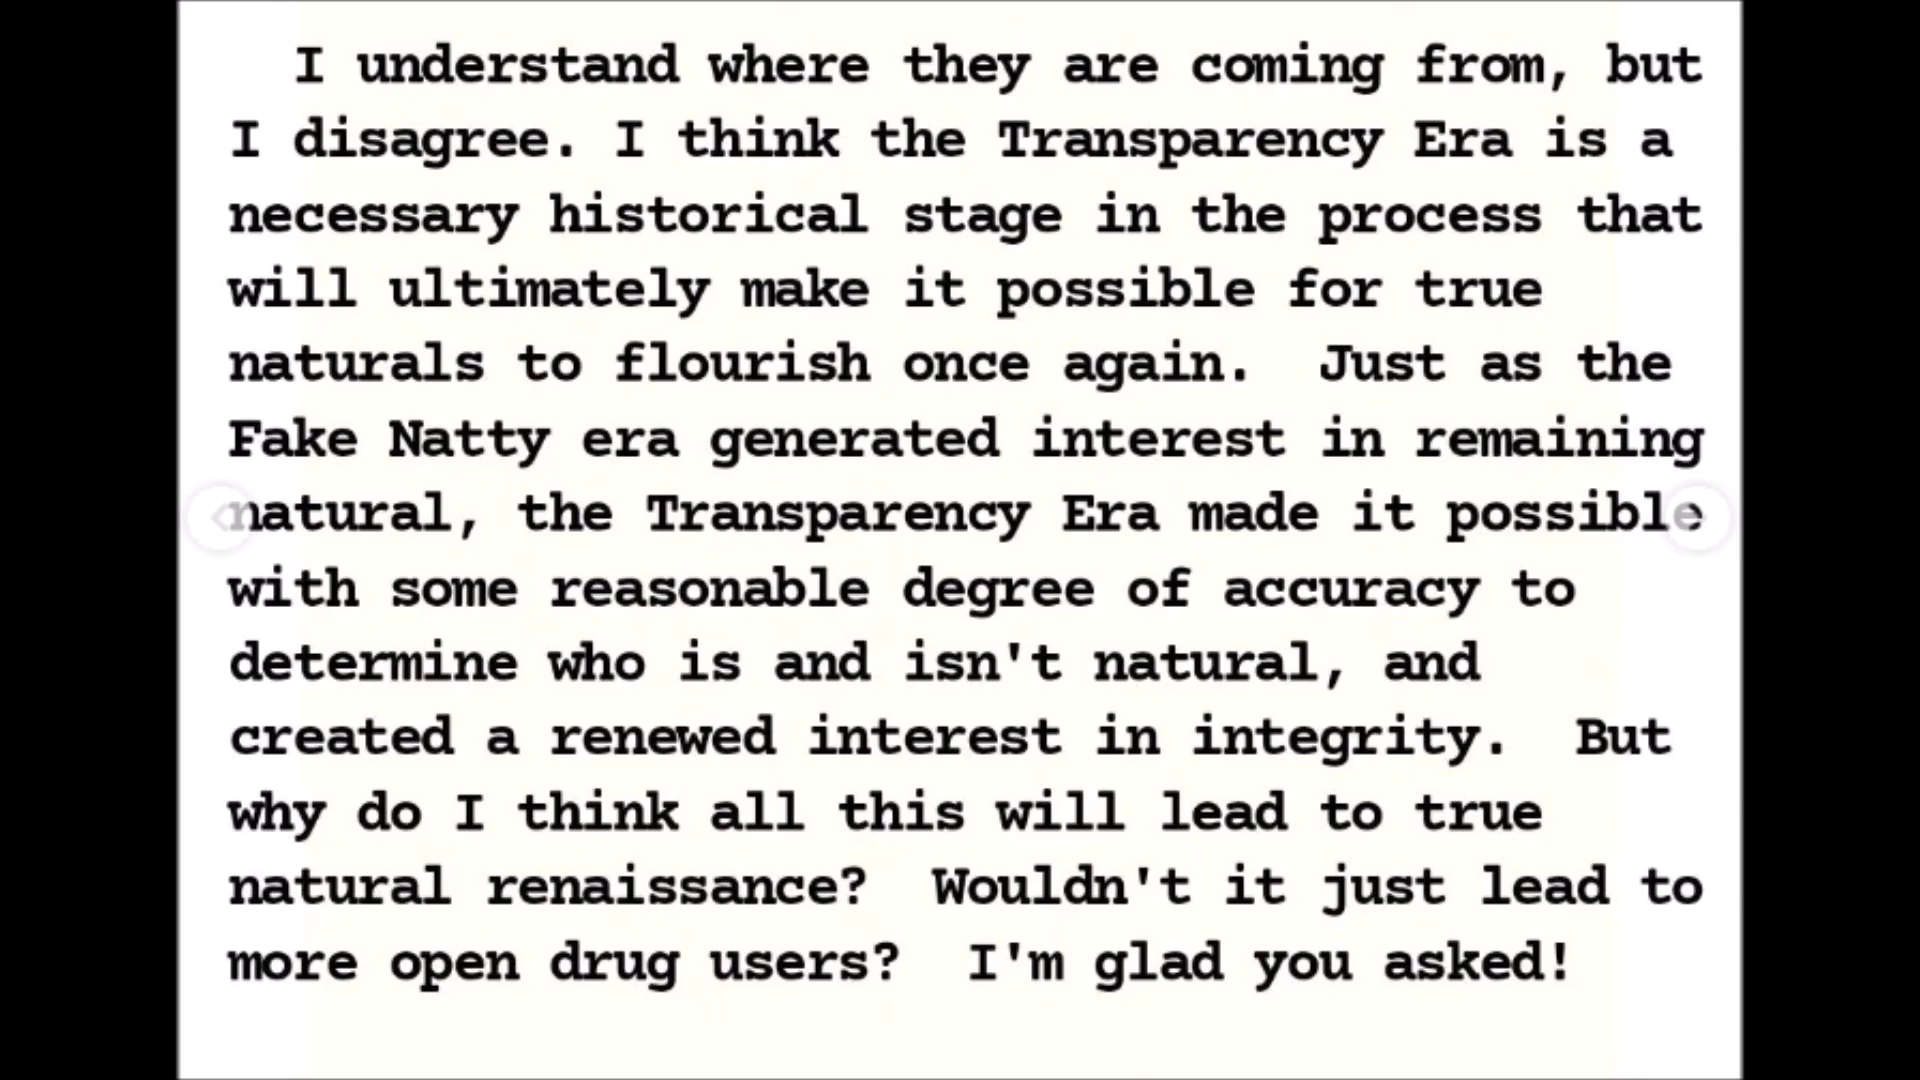 I understand where they are coming from, but
I disagree. I think the Transparency Era is a
necessary historical stage in the process that
will ultimately make it possible for true
naturals to flourish once again.  Just as the
Fake Natty era generated interest in remaining
natural, the Transparency Era made it possible
with some reasonable degree of accuracy to
determine who is and isn't natural, and
created a renewed interest in integrity.  But
why do I think all this will lead to true
natural renaissance?  Wouldn't it just lead to
more open drug users?  I'm glad you asked!